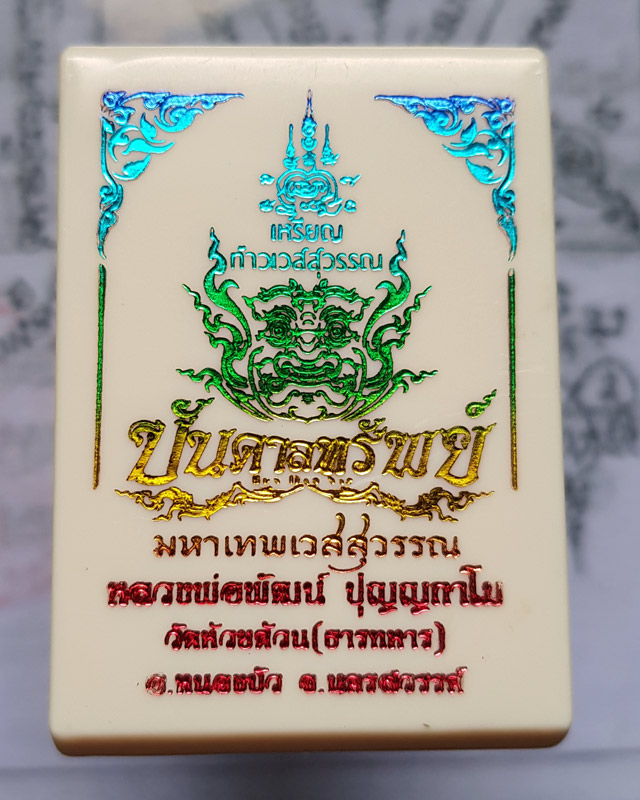 เหรียญ
ท้าวเวสสุวรรณ
บันดาลทรัพย์
มหาเทพเวสสุวรรณ
หลวงพ่อพัฒน์ ปุญญกาโม
วัดห้วยด้วน(ธารทหาร)
อ.หนองบัว จ.นครสวรรค์